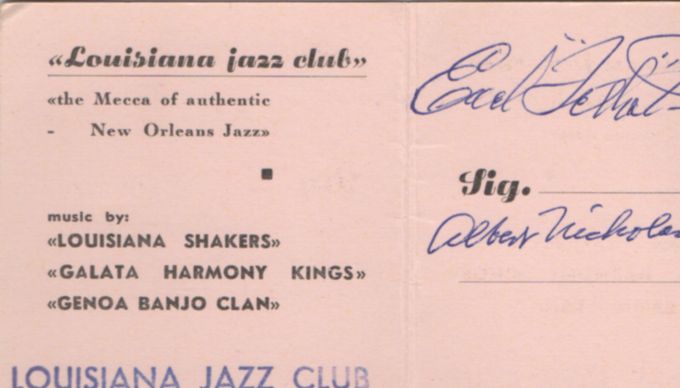 «Louisiana jazz club»
«the Mecca of authentic
- New Orleans Jazz»
music by:
«LOUISIANA SHAKERS»
«GALATA HARMONY KINGS»
«GENOA BANJO CLAN»
LOUISIANA JAZZ CLUB
Sig.
Albert Nicholas